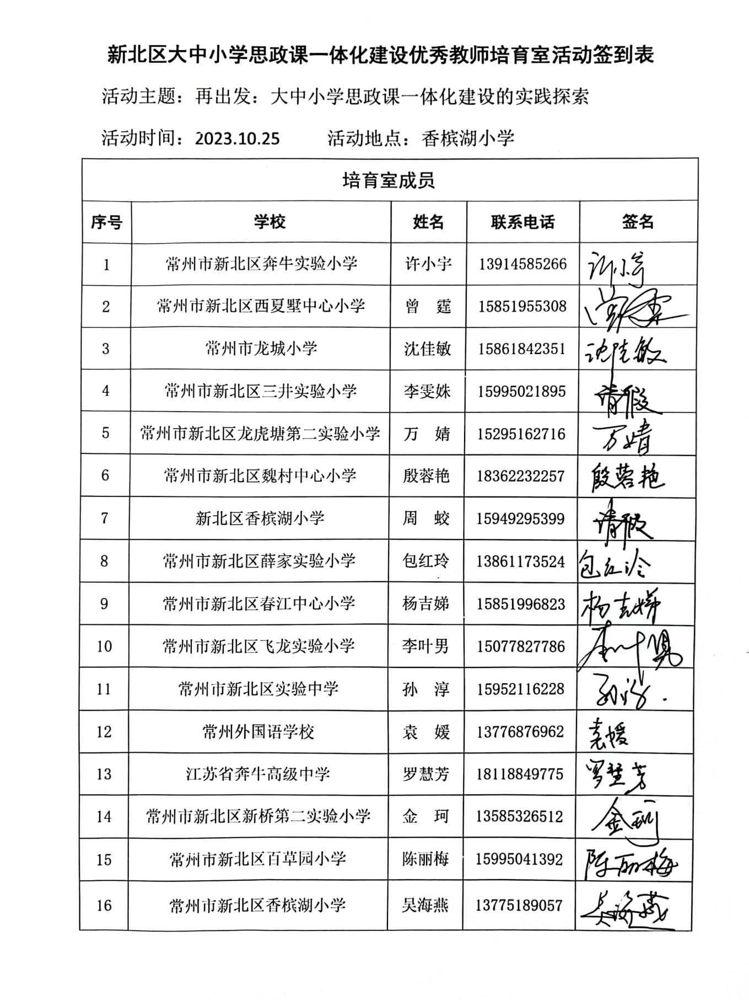 新北区大中小学思政课一体化建设优秀教师培育室活动签到表
活动主题：再出发：大中小学思政课一体化建设的实践探索
活动时间：2023.10.25 活动地点：香槟湖小学
培育室成员
序号 学校 姓名 联系电话 签名
1 常州市新北区奔牛实验小学 许小宇 13914585266 许小宇
2 常州市新北区西夏墅中心小学 曾 霆 15851955308
3 常州市龙城小学 沈佳敏 15861842351 沈佳敏
4 常州市新北区三井实验小学 李雯姝 15995021895 请假
5 常州市新北区龙虎塘第二实验小学 万 婧 15295162716 万婧
6 常州市新北区魏村中心小学 殷蓉艳 18362232257 殷蓉艳
7 新北区香槟湖小学 周 蛟 15949295399 请假
8 常州市新北区薛家实验小学 包红玲 13861173524 包红玲
9 常州市新北区春江中心小学 杨吉娣 15851996823 杨吉娣
10 常州市新北区飞龙实验小学 李叶男 15077827786 李叶男
11 常州市新北区实验中学 孙 淳 15952116228 孙淳
12 常州外国语学校 袁 媛 13776876962 袁媛
13 江苏省奔牛高级中学 罗慧芳 18118849775 罗慧芳
14 常州市新北区新桥第二实验小学 金 珂 13585326512 金珂
15 常州市新北区百草园小学 陈丽梅 15995041392 陈丽梅
16 常州市新北区香槟湖小学 吴海燕 13775189057 吴海燕